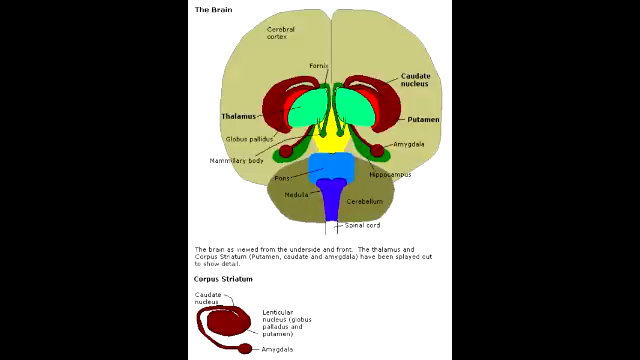 The Brain
Cerebral
cortex
Fornix
Caudate
nucleus
Thalamus
Putamen
Globus pallidus
Amygdala
Mammillary body
Hippocampus
Pons
Medulla
Cerebellum
Spinal cord
The brain as viewed from the underside and front. The thalamus and
Corpus Striatum (Putamen, caudate and amygdala) have been splayed out
to show detail.
Corpus Striatum
Caudate
nucleus
Lenticular
nucleus (globus
palladus and
putamen)
Amygdala